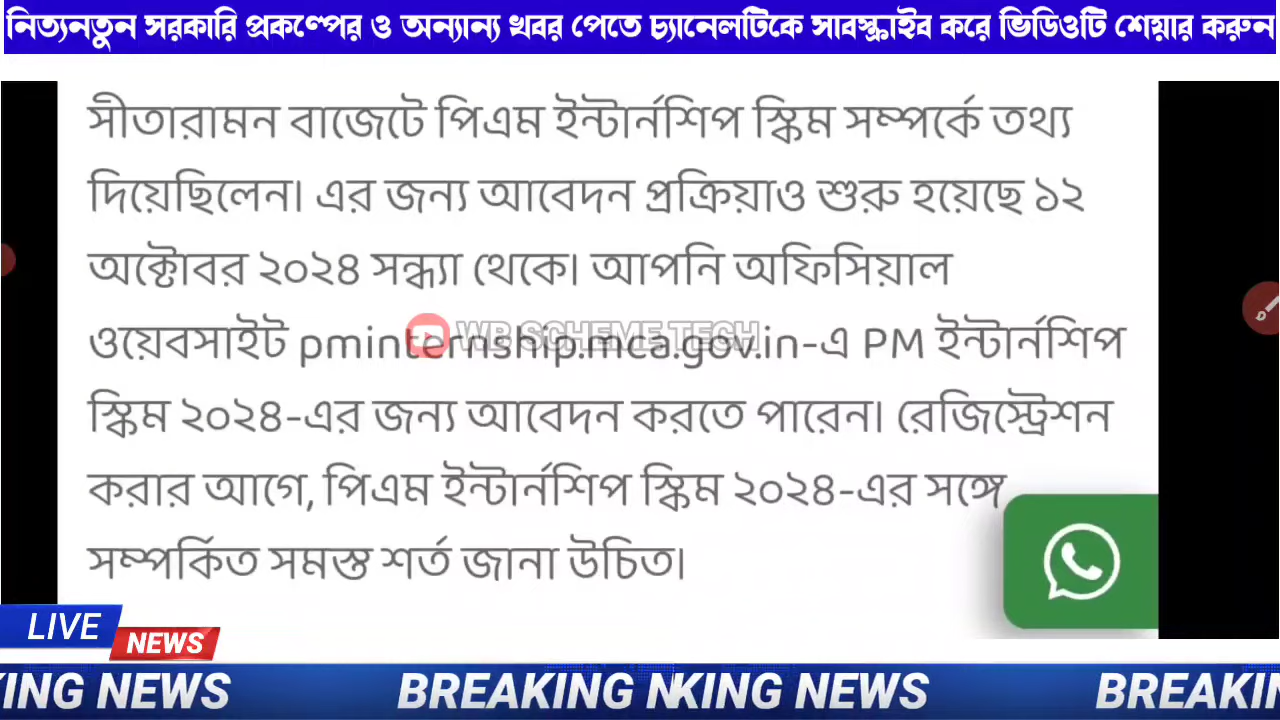 নিত্যনতুন সরকারি প্রকল্পের ও অন্যান্য খবর পেতে চ্যানেলটিকে সাবস্ক্রাইব করে ভিডিওটি শেয়ার করুন
সীতারামন বাজেটে পিএম ইন্টার্নশিপ স্কিম সম্পর্কে তথ্য
দিয়েছিলেন। এর জন্য আবেদন প্রক্রিয়াও শুরু হয়েছে ১২
অক্টোবর ২০২৪ সন্ধ্যা থেকে। আপনি অফিসিয়াল
ওয়েবসাইট pminternship.mca.gov.in-এ PM ইন্টার্নশিপ
WB SCHEME TECH
স্কিম ২০২৪-এর জন্য আবেদন করতে পারেন। রেজিস্ট্রেশন
করার আগে, পিএম ইন্টার্নশিপ স্কিম ২০২৪-এর সঙ্গে
সম্পর্কিত সমস্ত শর্ত জানা উচিত।
LIVE
NEWS
KING NEWS BREAKING NKING NEWS BREAKIN